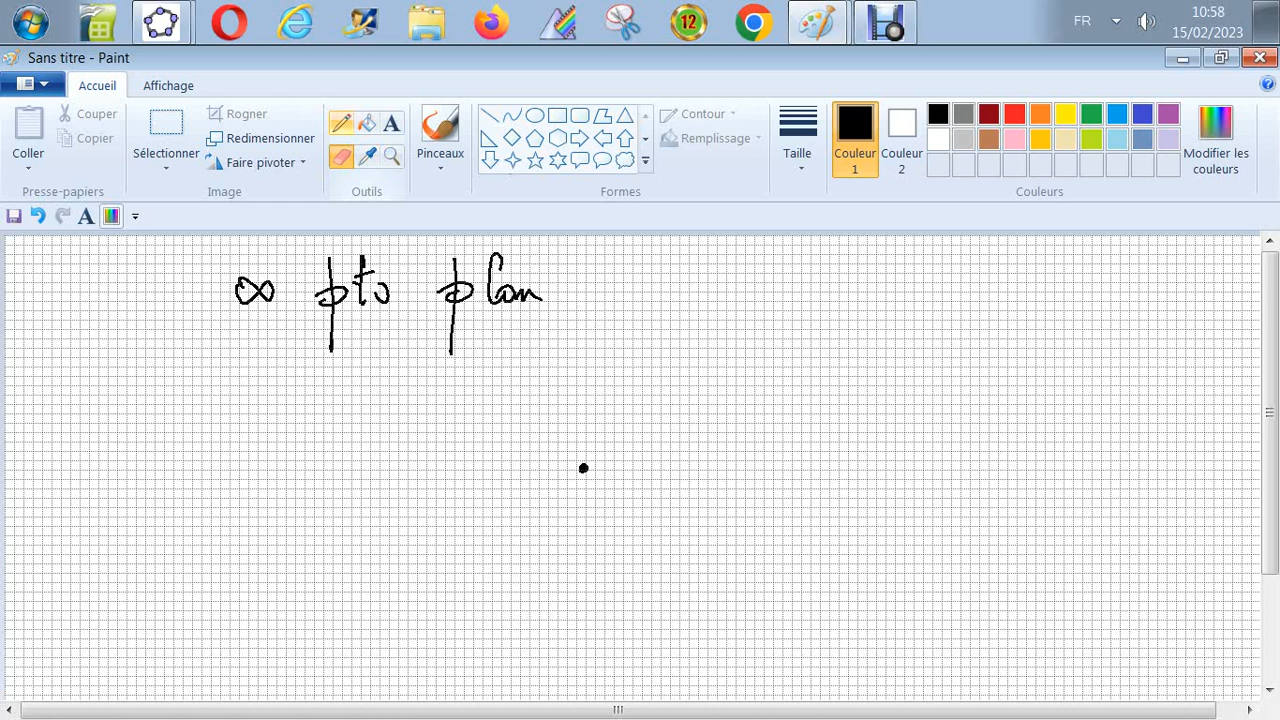 FR
10:58
15/02/2023
12
Sans titre - Paint
Accueil Affichage
Coller
Couper
Copier
Presse-papiers
Sélectionner
Rogner
Redimensionner
Faire pivoter
Image
A
Outils
Pinceaux
Contour
Remplissage
Formes
Taille
Couleur 1
Couleur 2
Modifier les couleurs
Couleurs
A
∞ pts plan